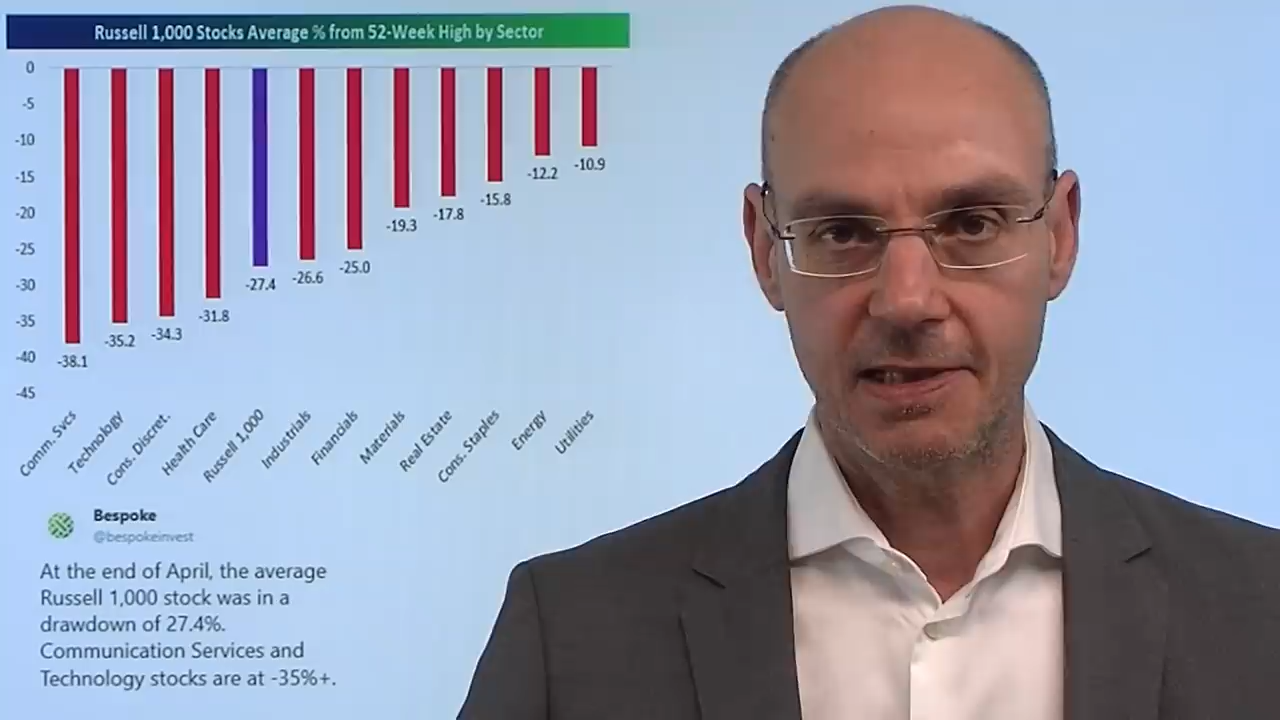 Russell 1,000 Stocks Average % from 52-Week High by Sector
0
-5
-10
-15
-20
-25
-30
-35
-40
-45
-38.1
-35.2
-34.3
-31.8
-27.4
-26.6
-25.0
-19.3
-17.8
-15.8
-12.2
-10.9
Comm. Svcs
Technology
Cons. Discret.
Health Care
Russell 1,000
Industrials
Financials
Materials
Real Estate
Cons. Staples
Energy
Utilities
Bespoke
@bespokeinvest
At the end of April, the average
Russell 1,000 stock was in a
drawdown of 27.4%.
Communication Services and
Technology stocks are at -35%+.